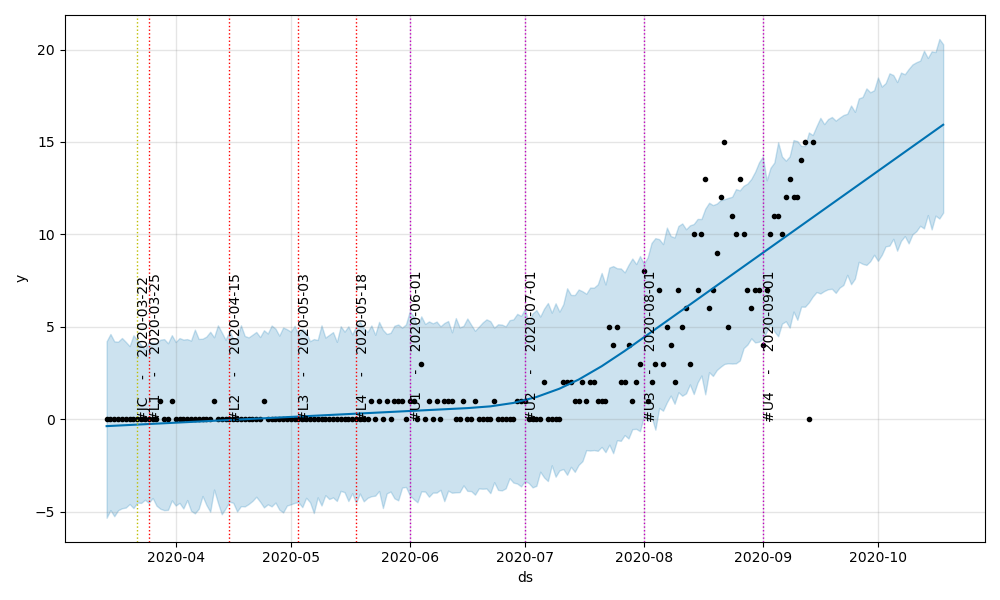 20
15
10
5
0
−5
y
#JC - 2020-03-22
#L1 - 2020-03-25
#L2 - 2020-04-15
#L3 - 2020-05-03
#L4 - 2020-05-18
#U1 - 2020-06-01
#U2 - 2020-07-01
#U3 - 2020-08-01
#U4 - 2020-09-01
2020-04
2020-05
2020-06
2020-07
2020-08
2020-09
2020-10
ds